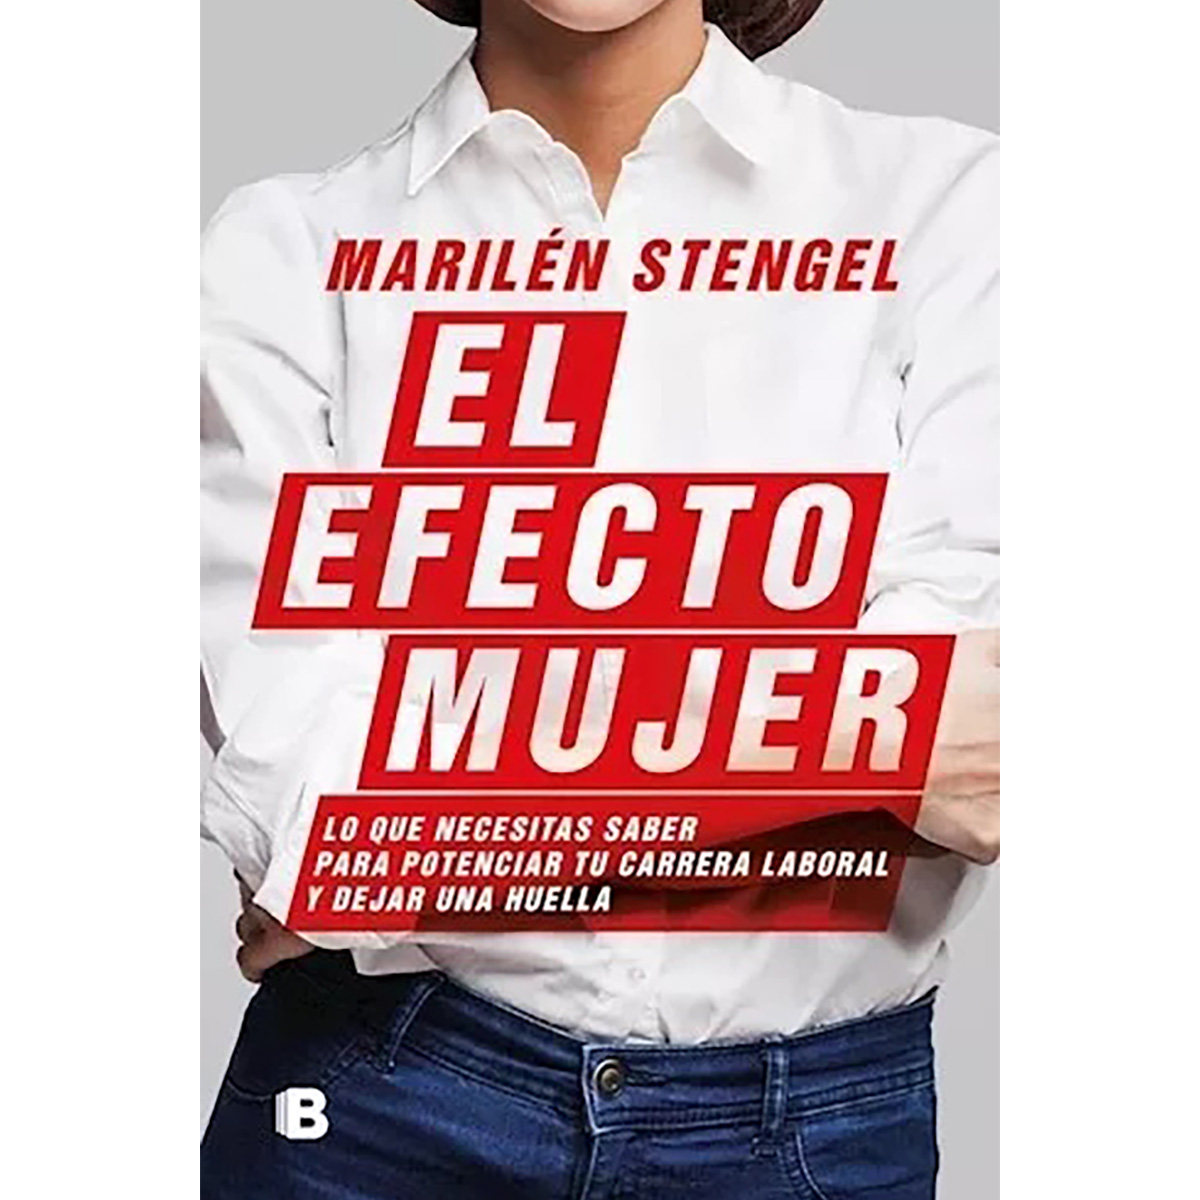 MARILÉN STENGEL
EL
EFECTO
MUJER
LO QUE NECESITAS SABER
PARA POTENCIAR TU CARRERA LABORAL
Y DEJAR UNA HUELLA
B